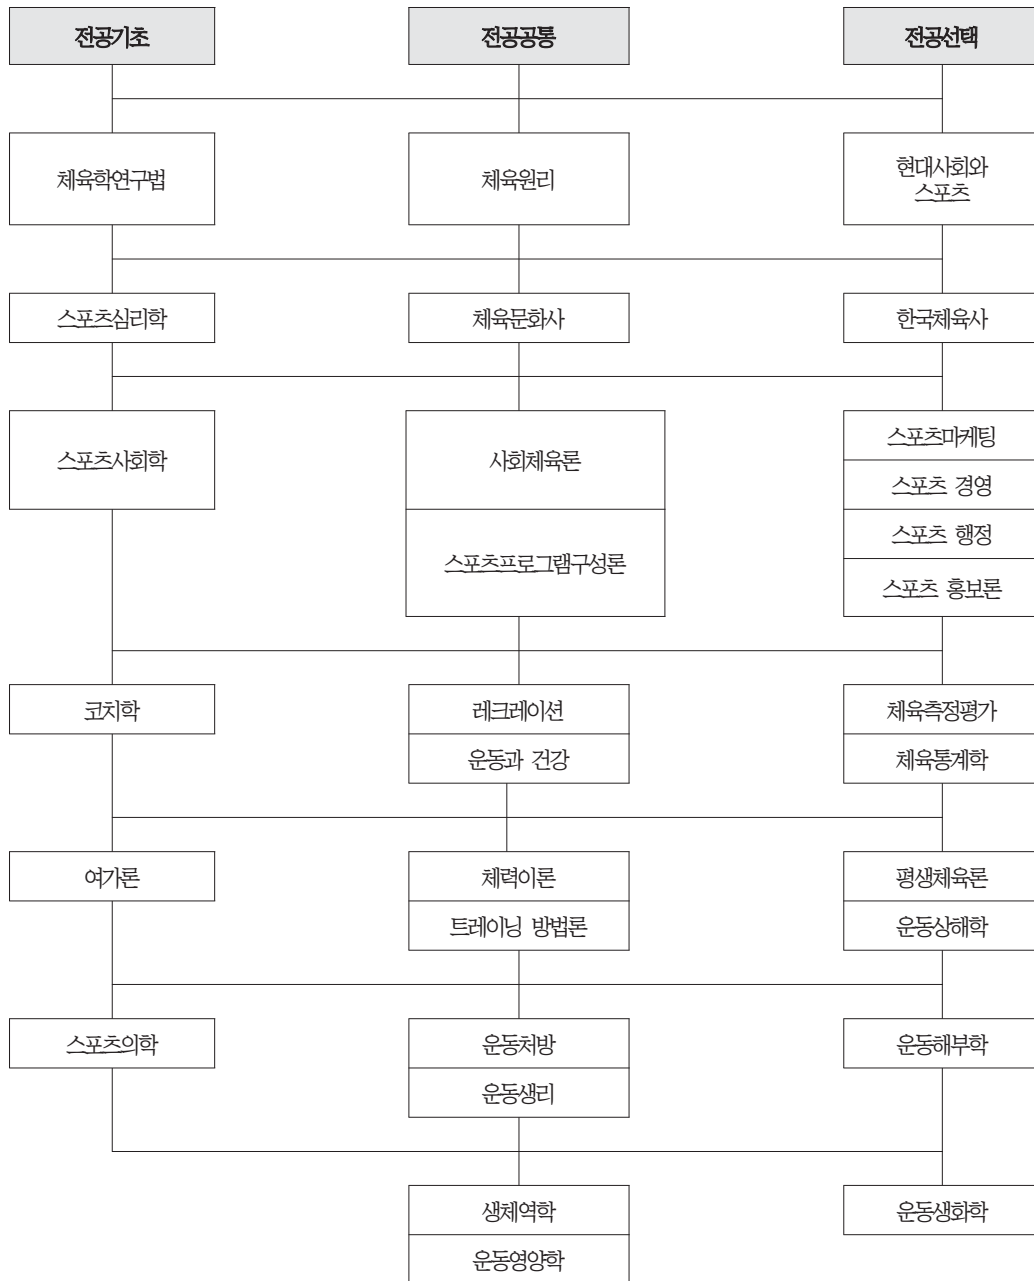 전공기초
전공공통
전공선택
체육학연구법
체육원리
현대사회와
스포츠
스포츠심리학
체육문화사
한국체육사
스포츠사회학
사회체육론
스포츠프로그램구성론
스포츠마케팅
스포츠 경영
스포츠 행정
스포츠 홍보론
코치학
레크레이션
운동과 건강
체육측정평가
체육통계학
여가론
체력이론
트레이닝 방법론
평생체육론
운동상해학
스포츠의학
운동처방
운동생리
운동해부학
생체역학
운동영양학
운동생화학